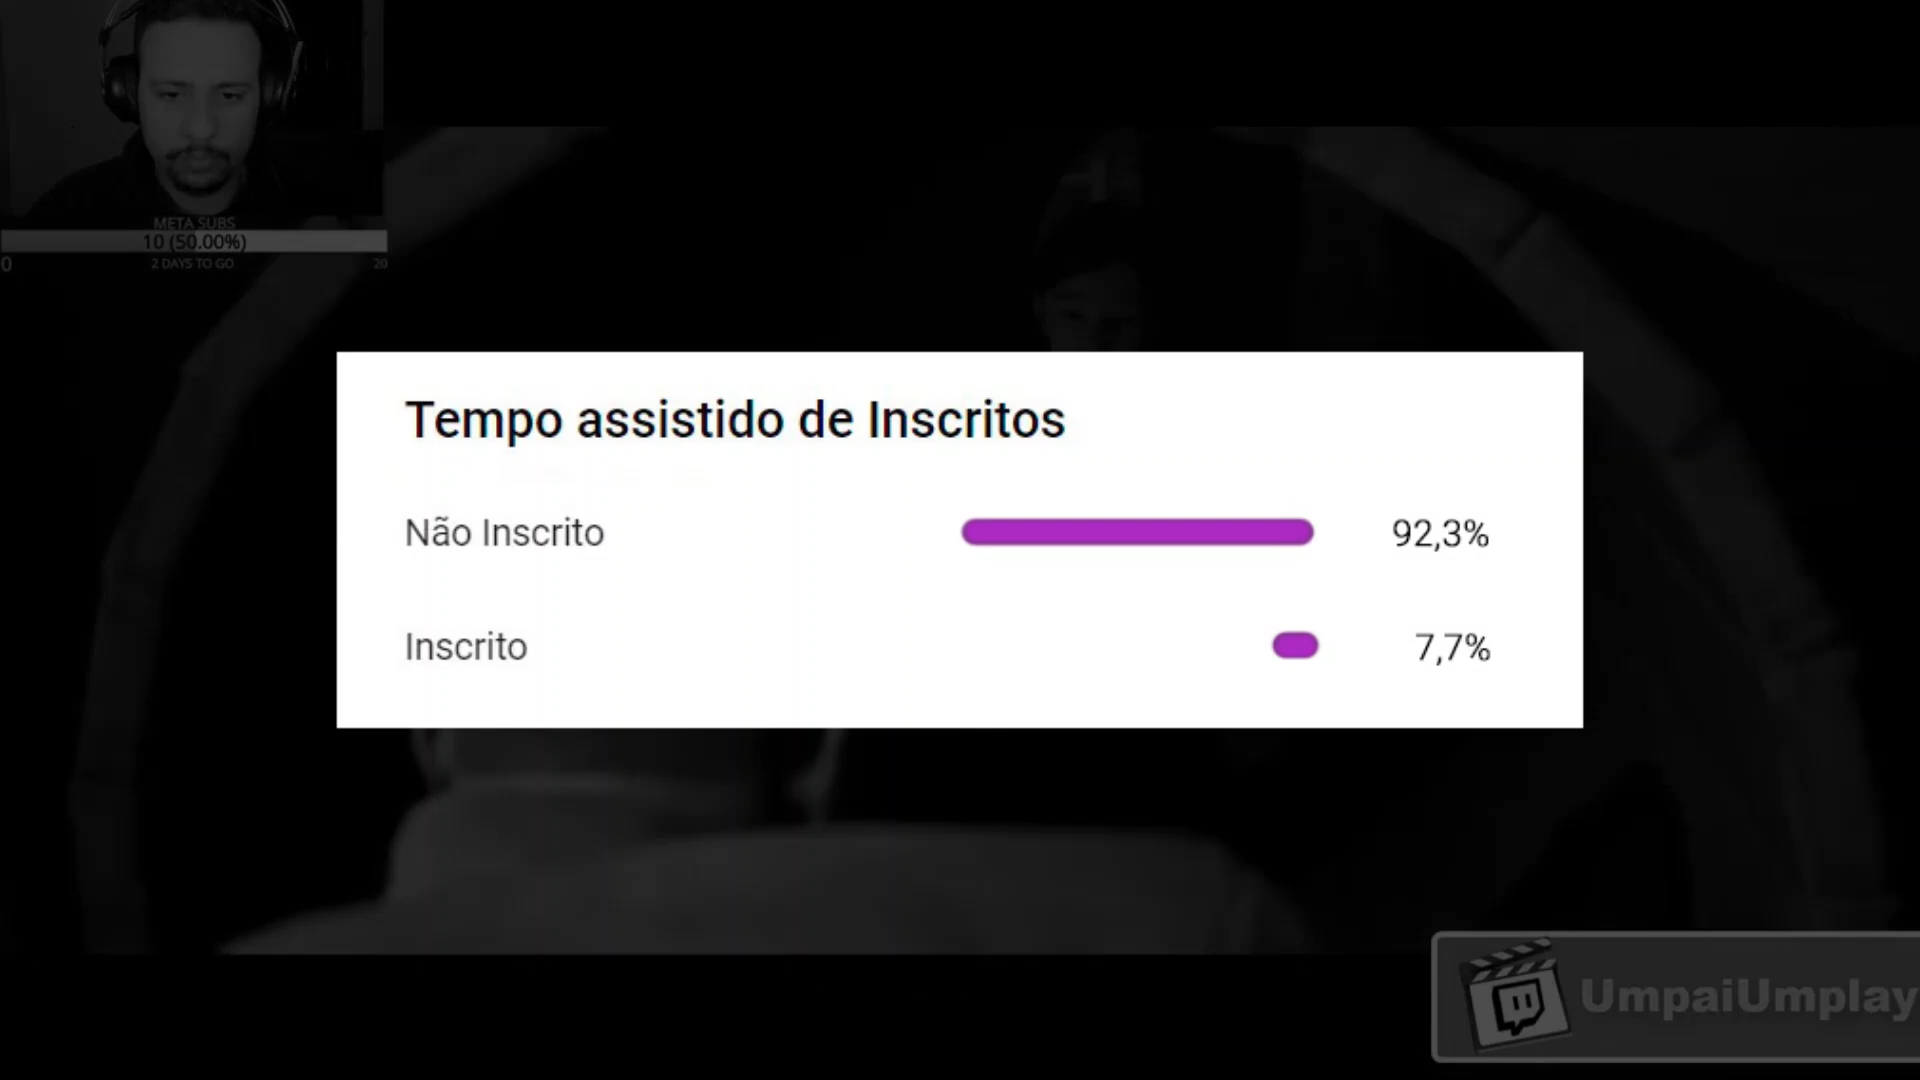 META SUBS
10 (50.00%)
0
2 DAYS TO GO
20
Tempo assistido de Inscritos
Não Inscrito
92,3%
Inscrito
7,7%
UmpaiUmplay